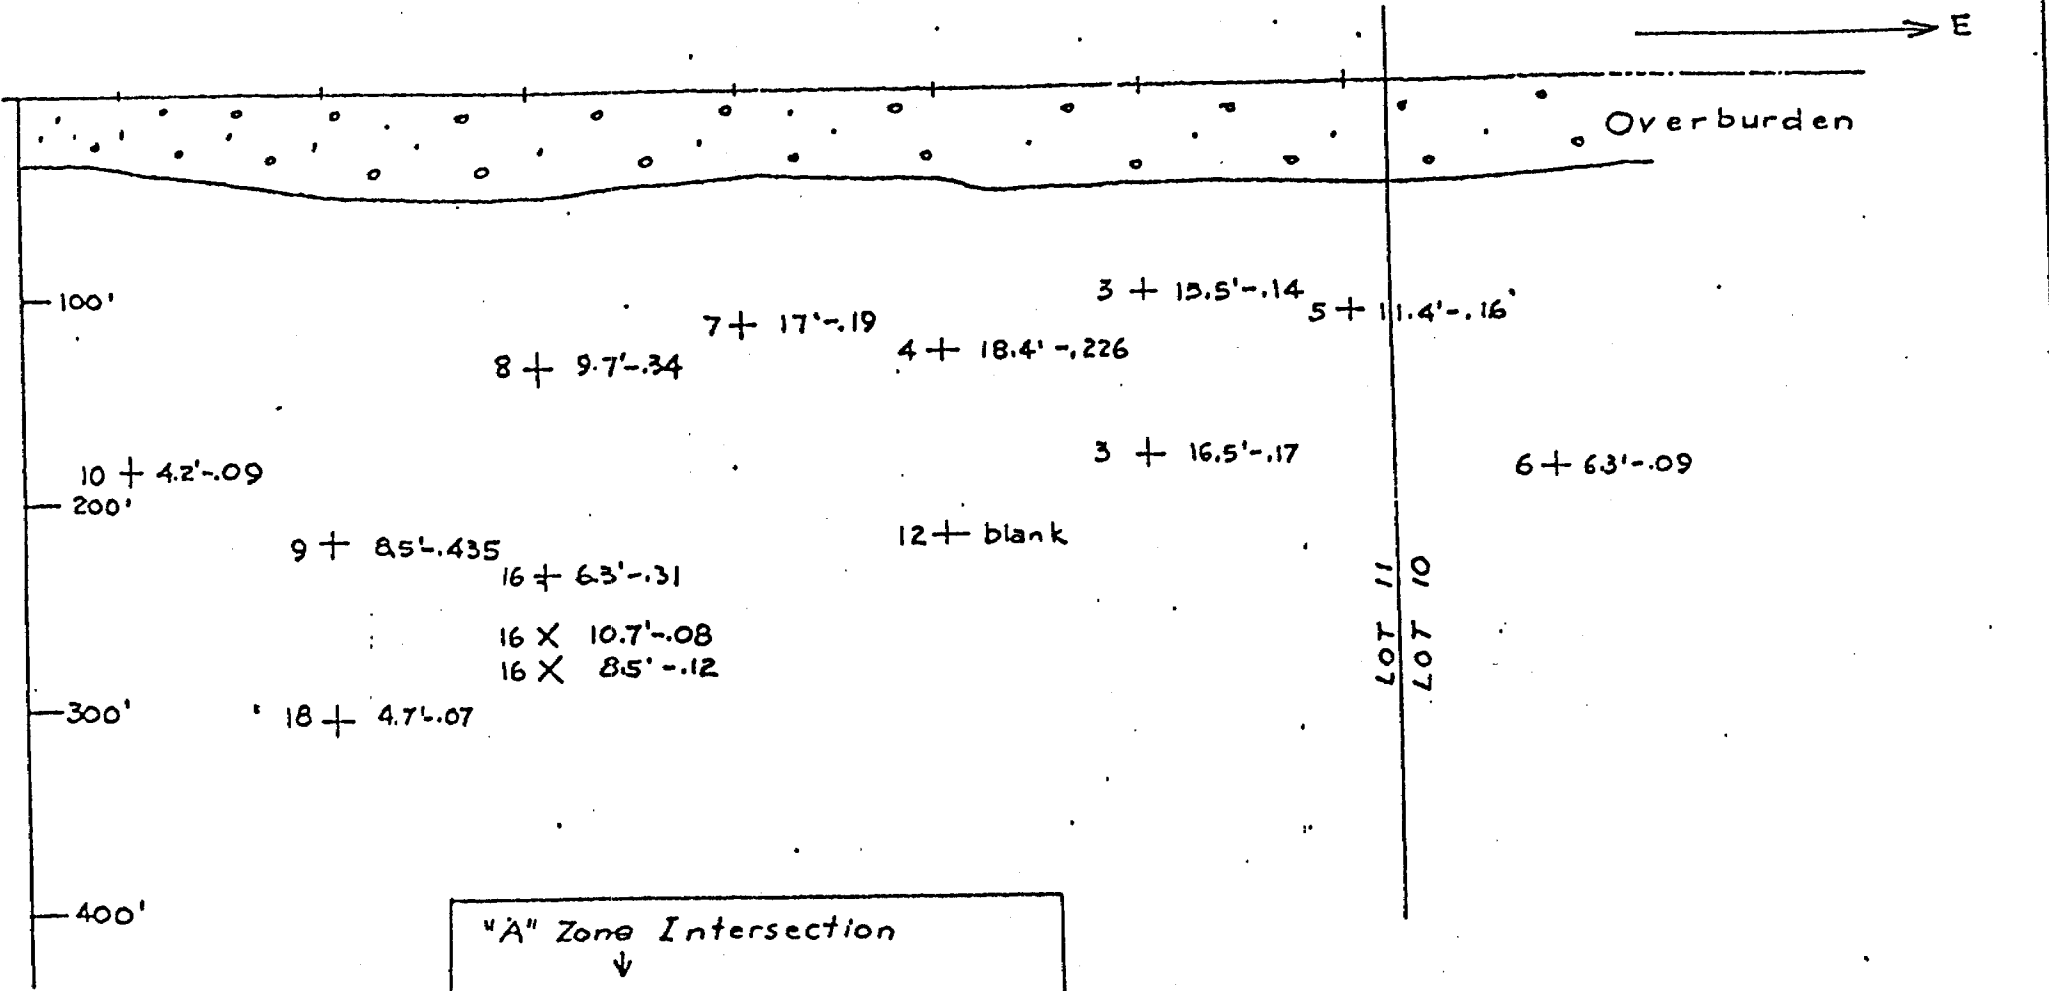 E
Overburden
100'
3 + 13.5'-.14
5 + 11.4'-.16
7 + 17'-.19
4 + 18.4'-.226
8 + 9.7'-.34
3 + 16.5'-.17
10 + 4.2'-.09
6 + 6.3'-.09
200'
12 + blank
9 + 8.5'-.435
16 + 6.3'-.31
LOT 11
LOT 10
16 X 10.7'-.08
16 X 8.5'-.12
300'
18 + 4.7'-.07
400'
"A" Zone Intersection